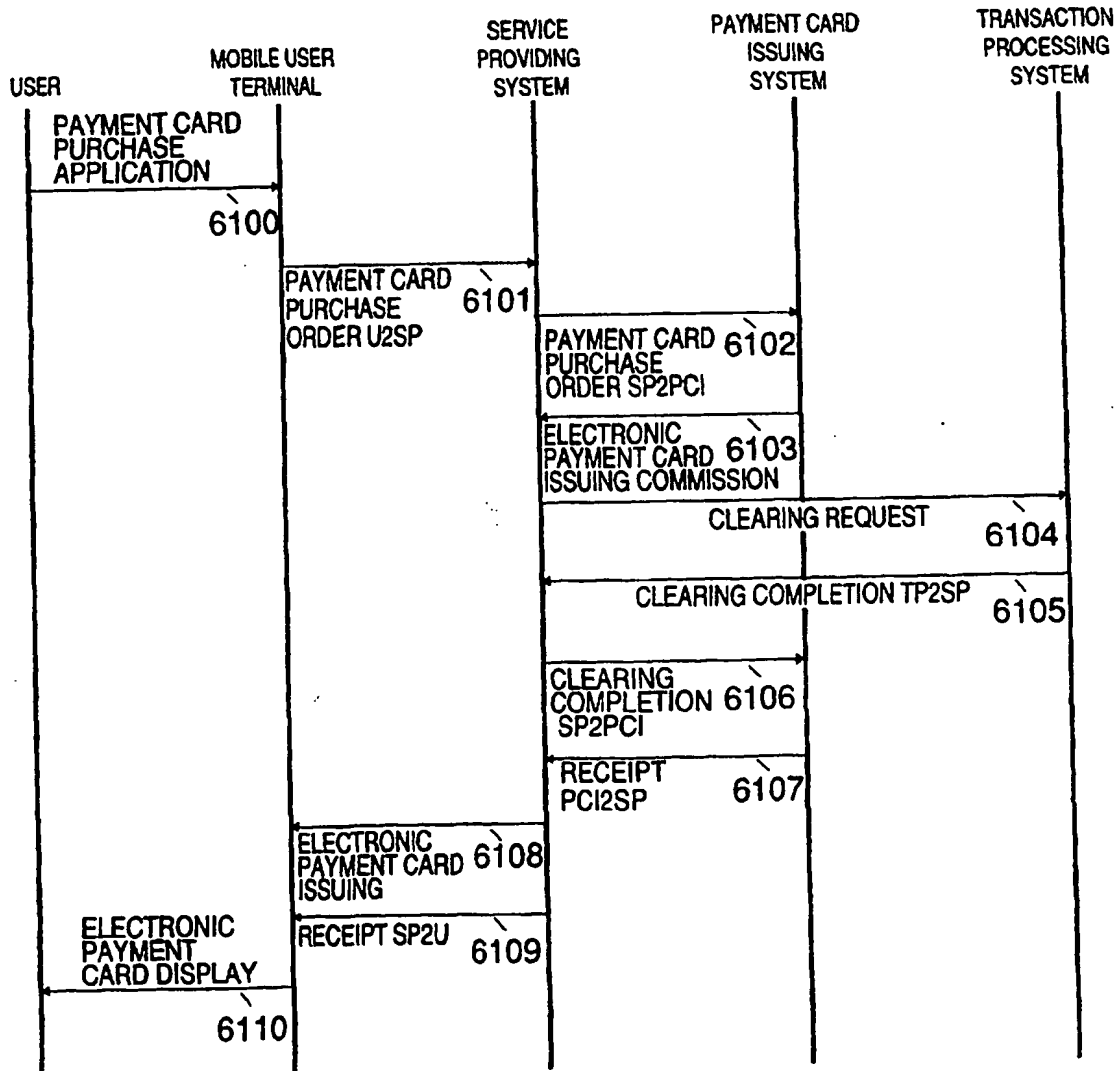 USER
MOBILE USER
TERMINAL
SERVICE
PROVIDING
SYSTEM
PAYMENT CARD
ISSUING
SYSTEM
TRANSACTION
PROCESSING
SYSTEM
PAYMENT CARD
PURCHASE
APPLICATION
6100
PAYMENT CARD
PURCHASE
ORDER U2SP
6101
PAYMENT CARD
PURCHASE
ORDER SP2PCI
6102
ELECTRONIC
PAYMENT CARD
ISSUING COMMISSION
6103
CLEARING REQUEST
6104
CLEARING COMPLETION TP2SP
6105
CLEARING
COMPLETION
SP2PCI
6106
RECEIPT
PCI2SP
6107
ELECTRONIC
PAYMENT CARD
ISSUING
6108
RECEIPT SP2U
6109
ELECTRONIC
PAYMENT
CARD DISPLAY
6110